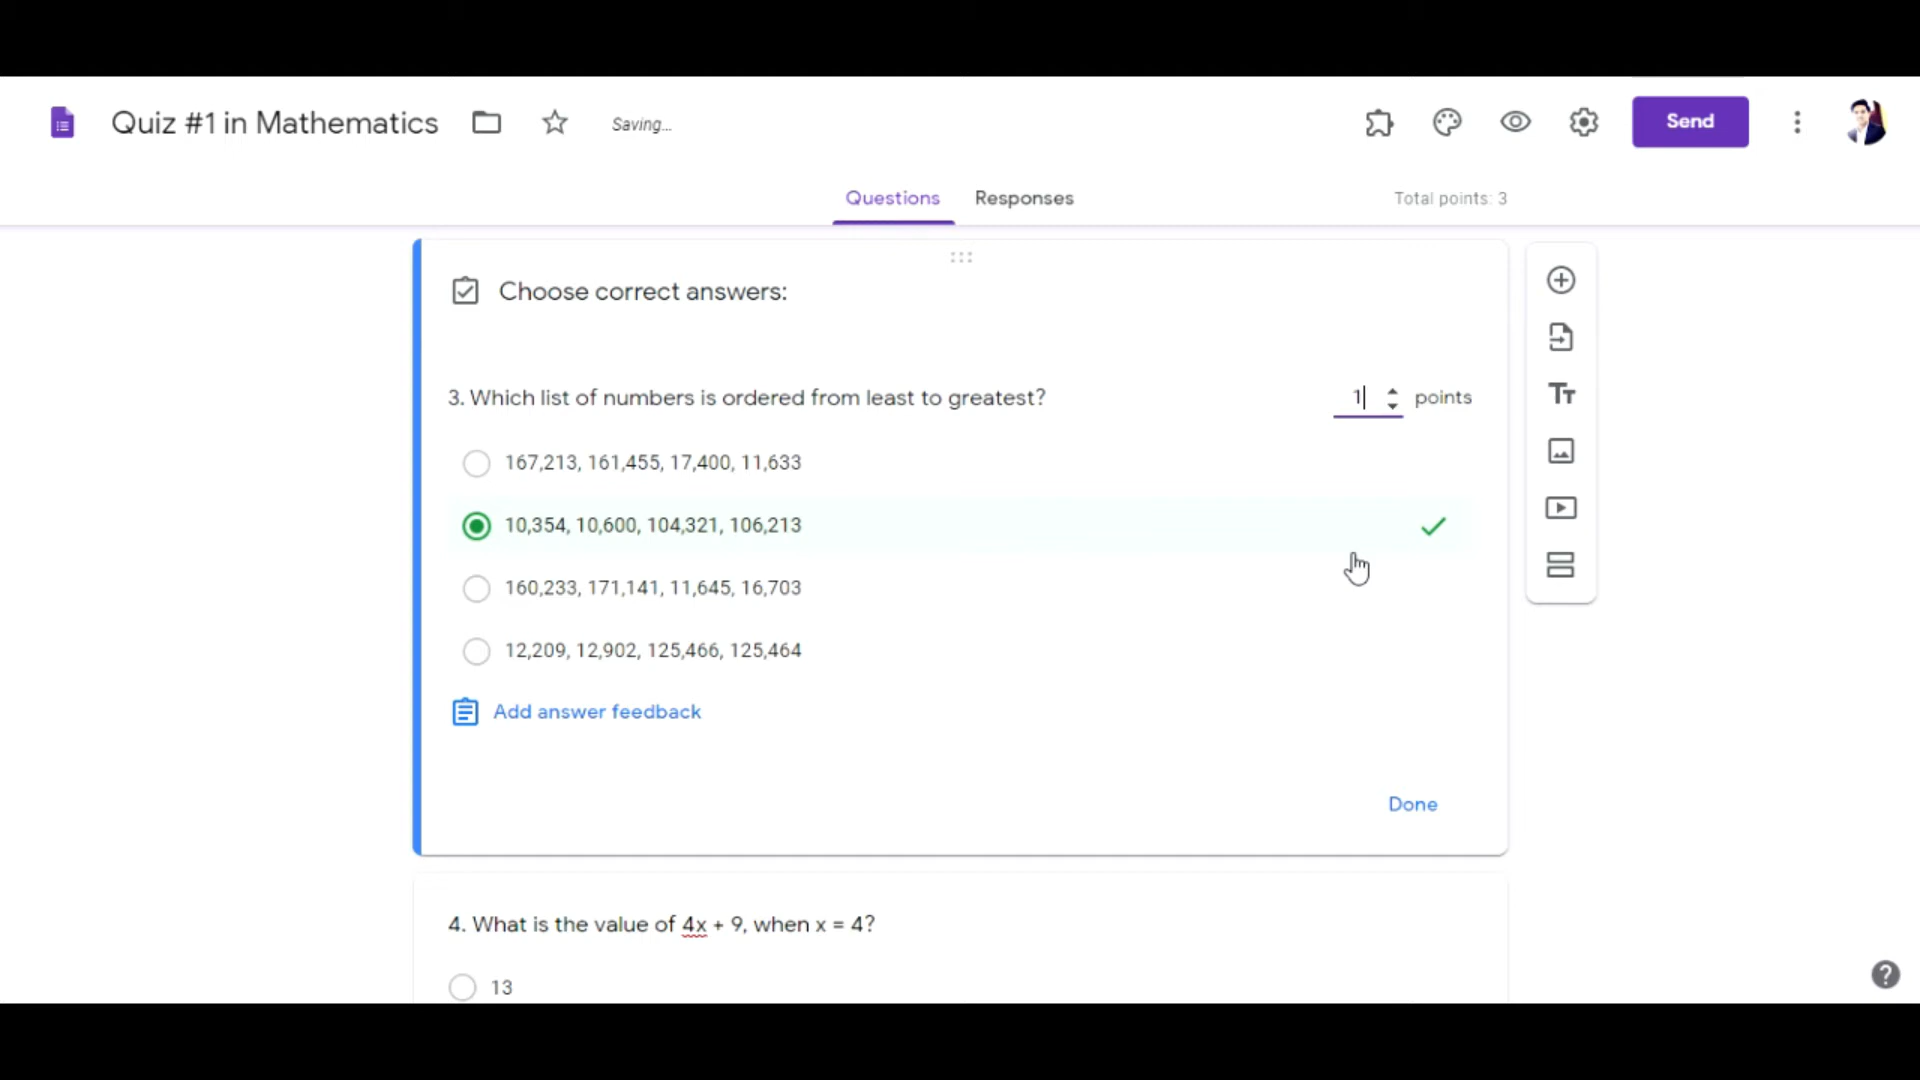 Quiz #1 in Mathematics
Saving...
Send
Questions
Responses
Total points: 3
Choose correct answers:
3. Which list of numbers is ordered from least to greatest?
1
points
167,213, 161,455, 17,400, 11,633
10,354, 10,600, 104,321, 106,213
160,233, 171,141, 11,645, 16,703
12,209, 12,902, 125,466, 125,464
Add answer feedback
Done
4. What is the value of 4x + 9, when x = 4?
13